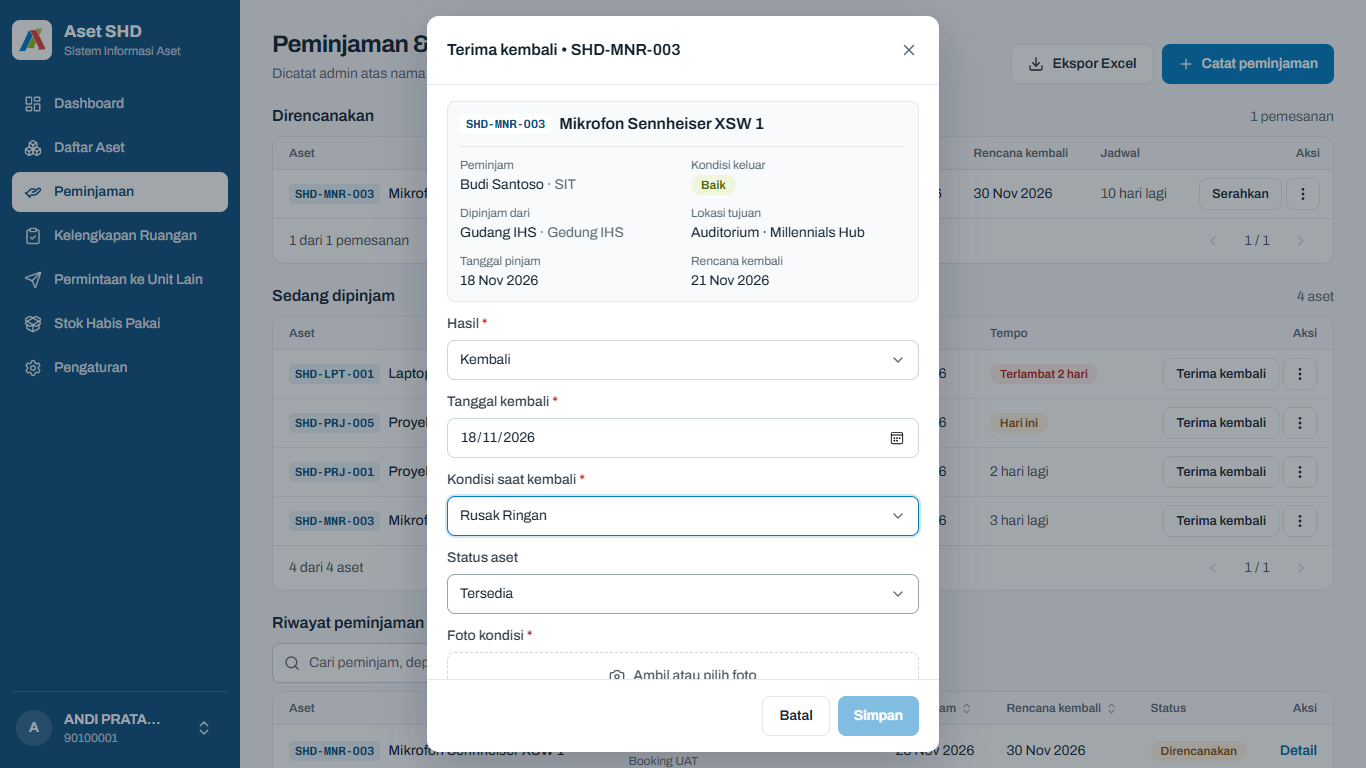 Aset SHD
Sistem Informasi Aset
Dashboard
Daftar Aset
Peminjaman
Kelengkapan Ruangan
Permintaan ke Unit Lain
Stok Habis Pakai
Pengaturan
A
ANDI PRATA...
90100001
Peminjaman &
Dicatat admin atas nama
Ekspor Excel
Catat peminjaman
Direncanakan
1 pemesanan
Aset
Rencana kembali
Jadwal
Aksi
SHD-MNR-003
30 Nov 2026
10 hari lagi
Serahkan
1 dari 1 pemesanan
1 / 1
Sedang dipinjam
4 aset
Aset
Tempo
Aksi
SHD-LPT-001
Terlambat 2 hari
Terima kembali
SHD-PRJ-005
Hari ini
Terima kembali
SHD-PRJ-001
2 hari lagi
Terima kembali
SHD-MNR-003
3 hari lagi
Terima kembali
4 dari 4 aset
1 / 1
Riwayat peminjaman
Cari peminjam,
Aset
Rencana kembali
Status
Aksi
SHD-MNR-003 Mikrofon Sennheiser XSW 1
Booking UAT
Nov 2026
30 Nov 2026
Direncanakan
Detail
Terima kembali • SHD-MNR-003
SHD-MNR-003 Mikrofon Sennheiser XSW 1
Peminjam
Budi Santoso · SIT
Kondisi keluar
Baik
Dipinjam dari
Gudang IHS · Gedung IHS
Lokasi tujuan
Auditorium · Millennials Hub
Tanggal pinjam
18 Nov 2026
Rencana kembali
21 Nov 2026
Hasil *
Kembali
Tanggal kembali *
18/11/2026
Kondisi saat kembali *
Rusak Ringan
Status aset
Tersedia
Foto kondisi *
Ambil atau pilih foto
Batal
Simpan